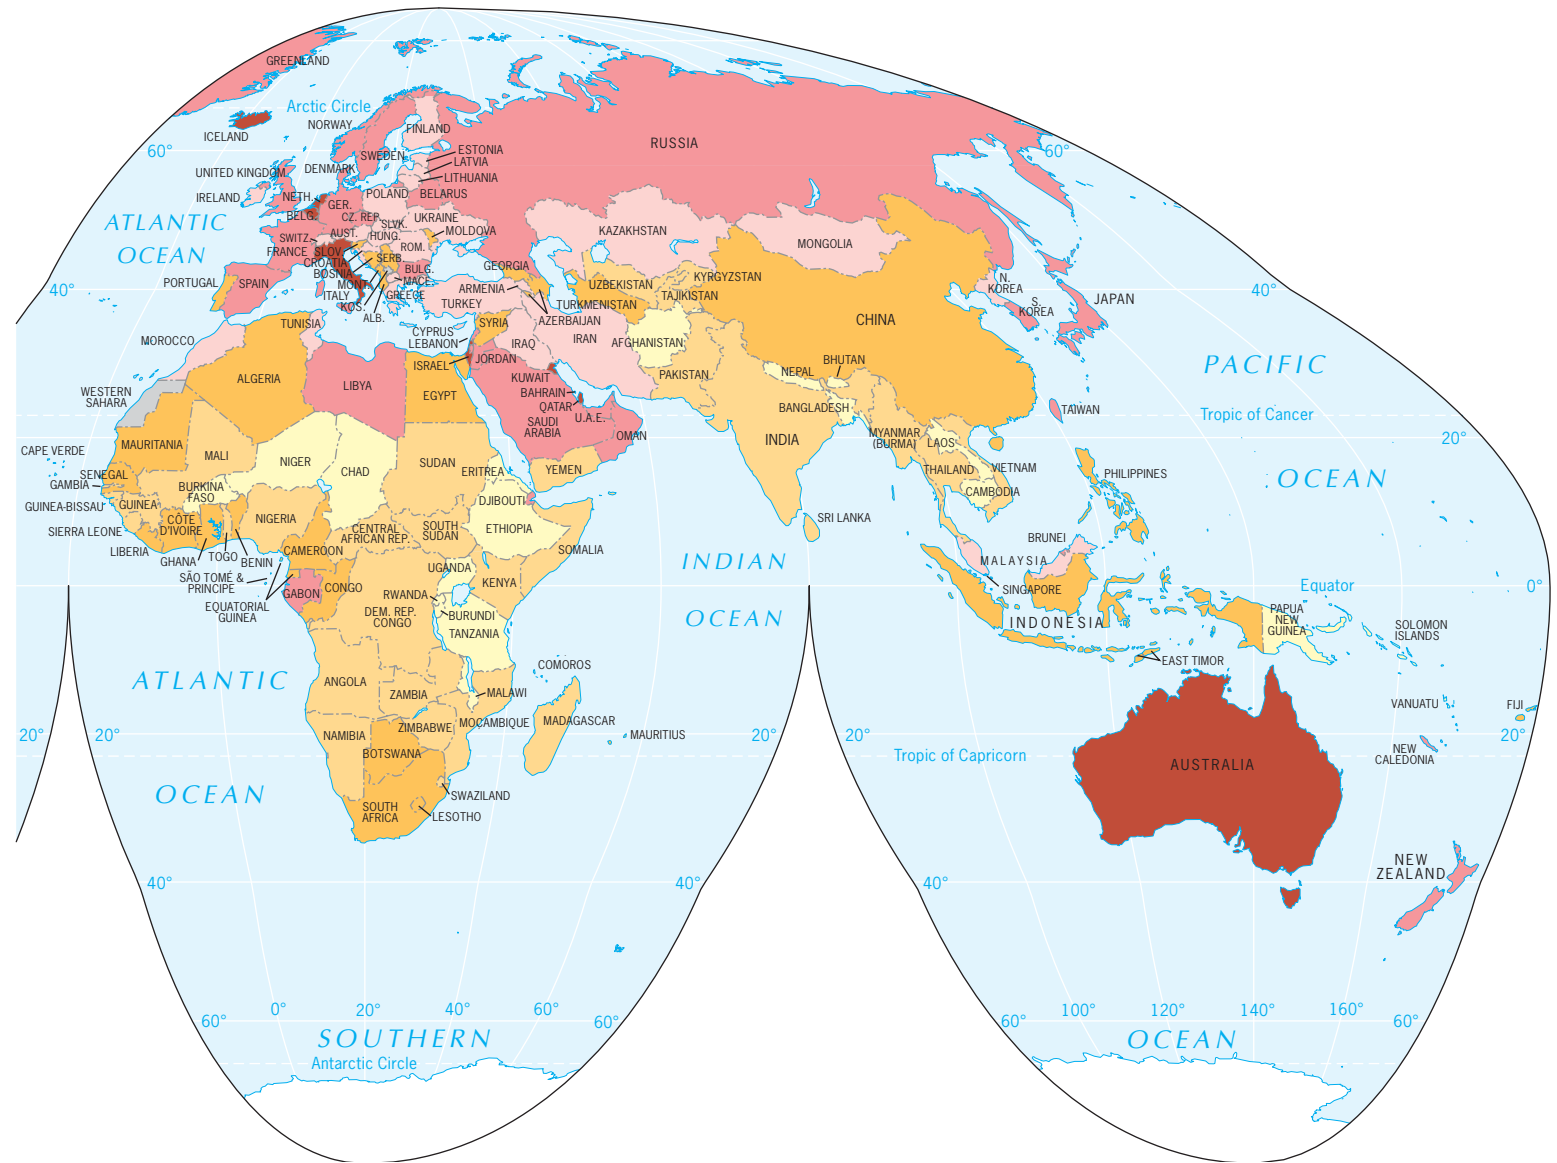 GREENLAND
Arctic Circle
ICELAND
NORWAY
FINLAND
RUSSIA
60°
60°
SWEDEN
ESTONIA
LATVIA
LITHUANIA
UNITED KINGDOM
DENMARK
IRELAND
NETH.
GER.
POLAND
BELARUS
BELG.
CZ. REP.
SLVK.
UKRAINE
MOLDOVA
ATLANTIC
OCEAN
SWITZ.
AUST.
HUNG.
ROM.
FRANCE
SLOV.
CROATIA
BOSNIA
SERB.
BULG.
MONT.
MACE.
ITALY
KOS.
ALB.
GREECE
PORTUGAL
SPAIN
KAZAKHSTAN
MONGOLIA
GEORGIA
ARMENIA
TURKEY
AZERBAIJAN
UZBEKISTAN
TURKMENISTAN
KYRGYZSTAN
TAJIKISTAN
N.
KOREA
S.
KOREA
JAPAN
40°
40°
CHINA
TUNISIA
MOROCCO
CYPRUS
LEBANON
SYRIA
ISRAEL
JORDAN
IRAQ
IRAN
AFGHANISTAN
PAKISTAN
NEPAL
BHUTAN
BANGLADESH
INDIA
PACIFIC
OCEAN
WESTERN
SAHARA
ALGERIA
LIBYA
EGYPT
KUWAIT
BAHRAIN
QATAR
SAUDI
ARABIA
U.A.E.
OMAN
YEMEN
TAIWAN
Tropic of Cancer
20°
MYANMAR
(BURMA)
LAOS
THAILAND
VIETNAM
CAMBODIA
PHILIPPINES
CAPE VERDE
MAURITANIA
MALI
NIGER
CHAD
SUDAN
ERITREA
SENEGAL
GAMBIA
GUINEA-BISSAU
GUINEA
BURKINA
FASO
SIERRA LEONE
LIBERIA
CÔTE
D'IVOIRE
GHANA
TOGO
BENIN
NIGERIA
CAMEROON
CENTRAL
AFRICAN REP.
SOUTH
SUDAN
DJIBOUTI
ETHIOPIA
SOMALIA
SRI LANKA
SÃO TOMÉ &
PRINCIPE
EQUATORIAL
GUINEA
GABON
CONGO
DEM. REP.
CONGO
UGANDA
KENYA
RWANDA
BURUNDI
TANZANIA
INDIAN
OCEAN
BRUNEI
MALAYSIA
SINGAPORE
INDONESIA
Equator
0°
PAPUA
NEW
GUINEA
SOLOMON
ISLANDS
EAST TIMOR
ATLANTIC
OCEAN
ANGOLA
ZAMBIA
MALAWI
COMOROS
MOÇAMBIQUE
MADAGASCAR
MAURITIUS
ZIMBABWE
NAMIBIA
BOTSWANA
SOUTH
AFRICA
SWAZILAND
LESOTHO
VANUATU
FIJI
NEW
CALEDONIA
20°
20°
20°
20°
20°
Tropic of Capricorn
AUSTRALIA
NEW
ZEALAND
40°
40°
40°
60°
0°
20°
40°
60°
60°
60°
100°
120°
140°
160°
60°
SOUTHERN
OCEAN
Antarctic Circle